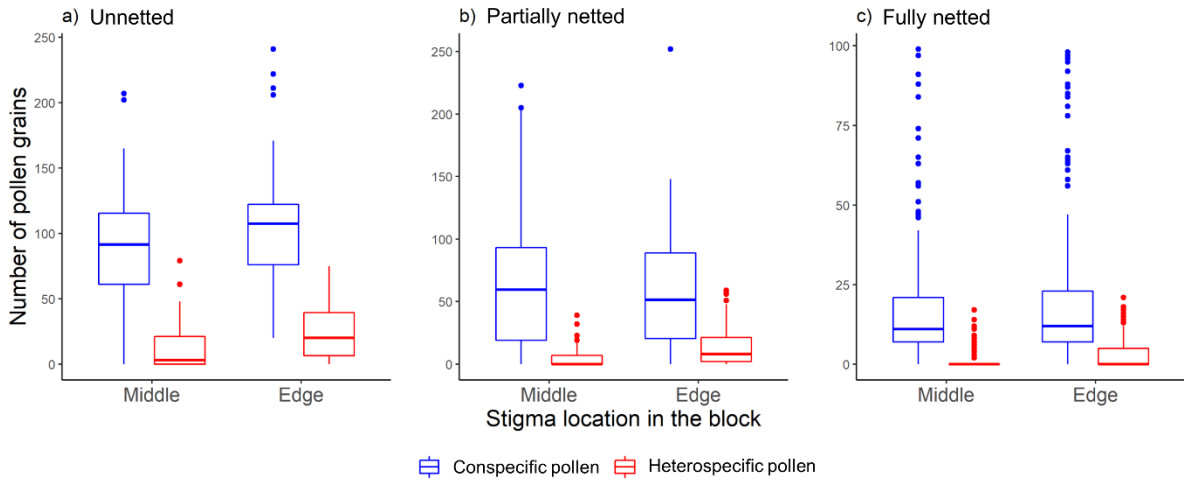 a) Unnetted
b) Partially netted
c) Fully netted
Number of pollen grains
250
200
150
100
50
0
250
200
150
100
50
0
100
75
50
25
0
Middle Edge
Middle Edge
Middle Edge
Stigma location in the block
Conspecific pollen Heterospecific pollen